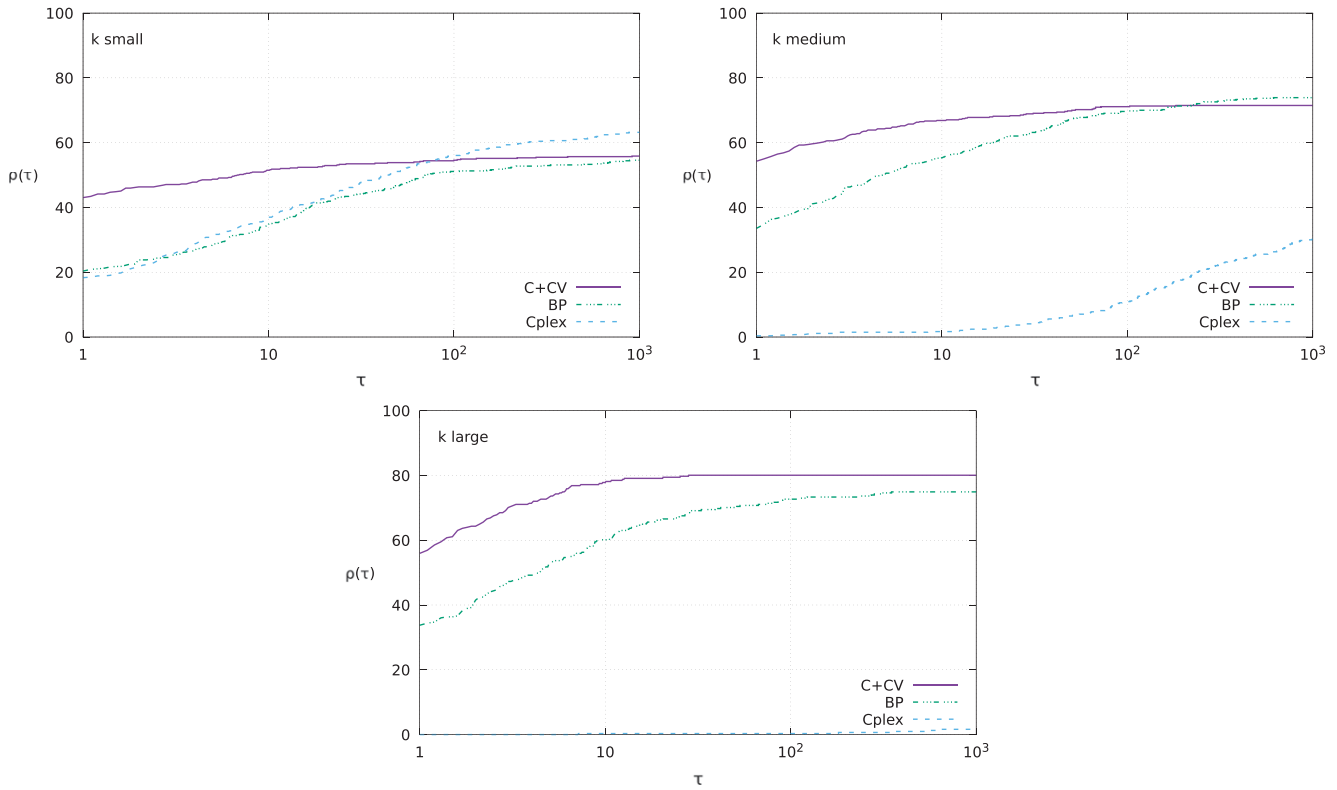 k small
100
80
60
40
20
0
ρ(τ)
C+CV
BP
Cplex
1
10
10²
10³
τ
k medium
100
80
60
40
20
0
ρ(τ)
C+CV
BP
Cplex
1
10
10²
10³
τ
k large
100
80
60
40
20
0
ρ(τ)
C+CV
BP
Cplex
1
10
10²
10³
τ